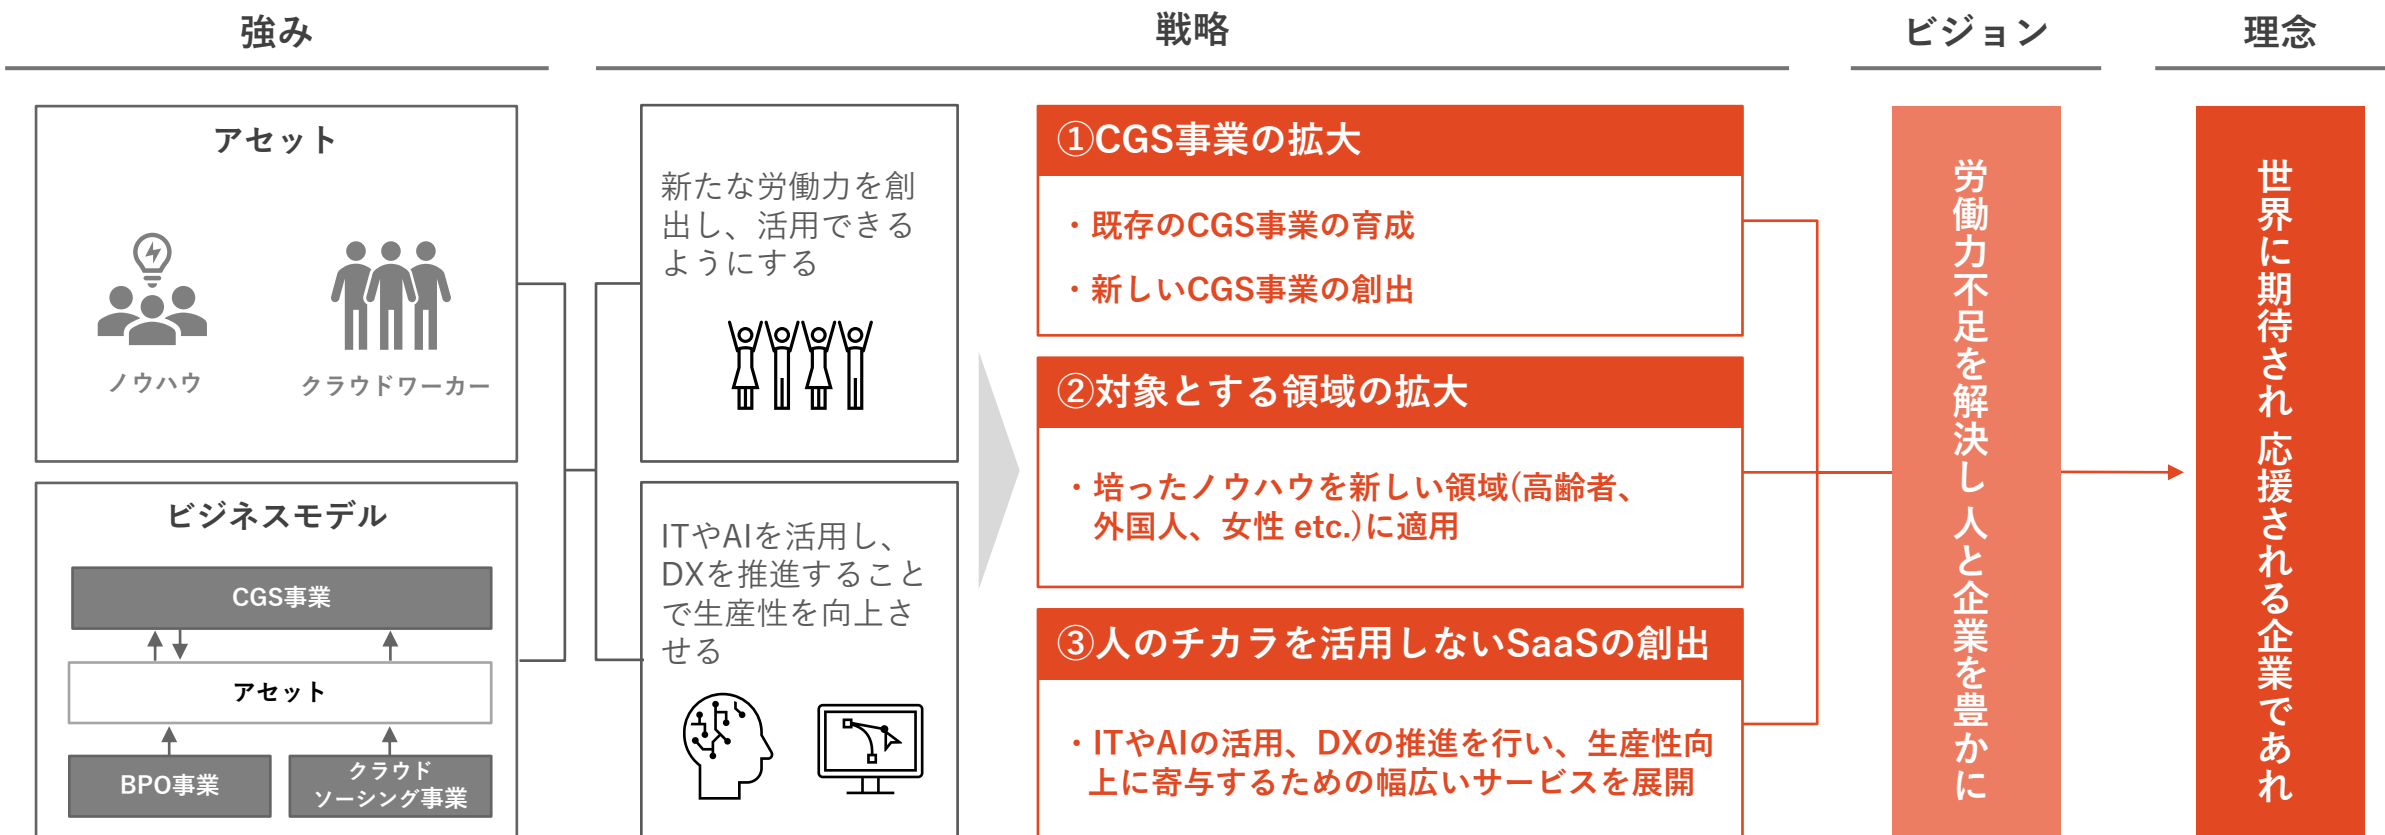 強み
戦略
ビジョン
理念
アセット
ノウハウ
クラウドワーカー
ビジネスモデル
CGS事業
アセット
BPO事業
クラウド
ソーシング事業
新たな労働力を創
出し、活用できる
ようにする
ITやAIを活用し、
DXを推進すること
で生産性を向上さ
せる
①CGS事業の拡大
・既存のCGS事業の育成
・新しいCGS事業の創出
②対象とする領域の拡大
・培ったノウハウを新しい領域(高齢者、
外国人、女性 etc.)に適用
③人のチカラを活用しないSaaSの創出
・ITやAIの活用、DXの推進を行い、生産性向
上に寄与するための幅広いサービスを展開
労働力不足を解決し 人と企業を豊かに
世界に期待され 応援される企業であれ